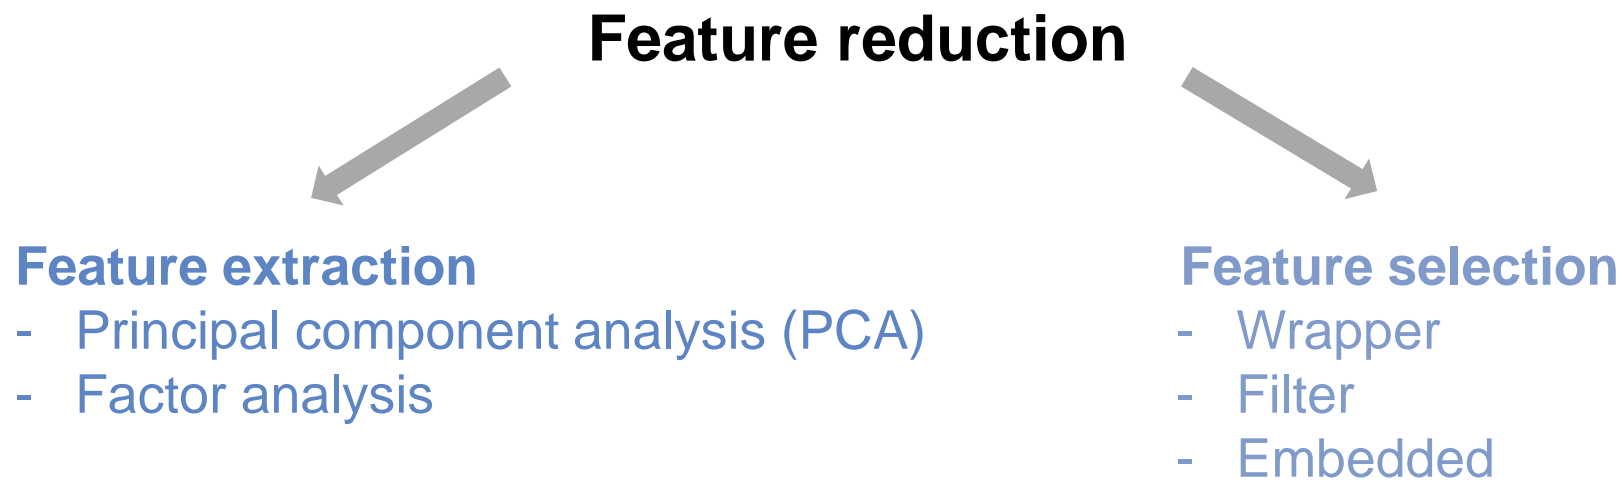 Feature reduction
Feature extraction
- Principal component analysis (PCA)
- Factor analysis
Feature selection
- Wrapper
- Filter
- Embedded